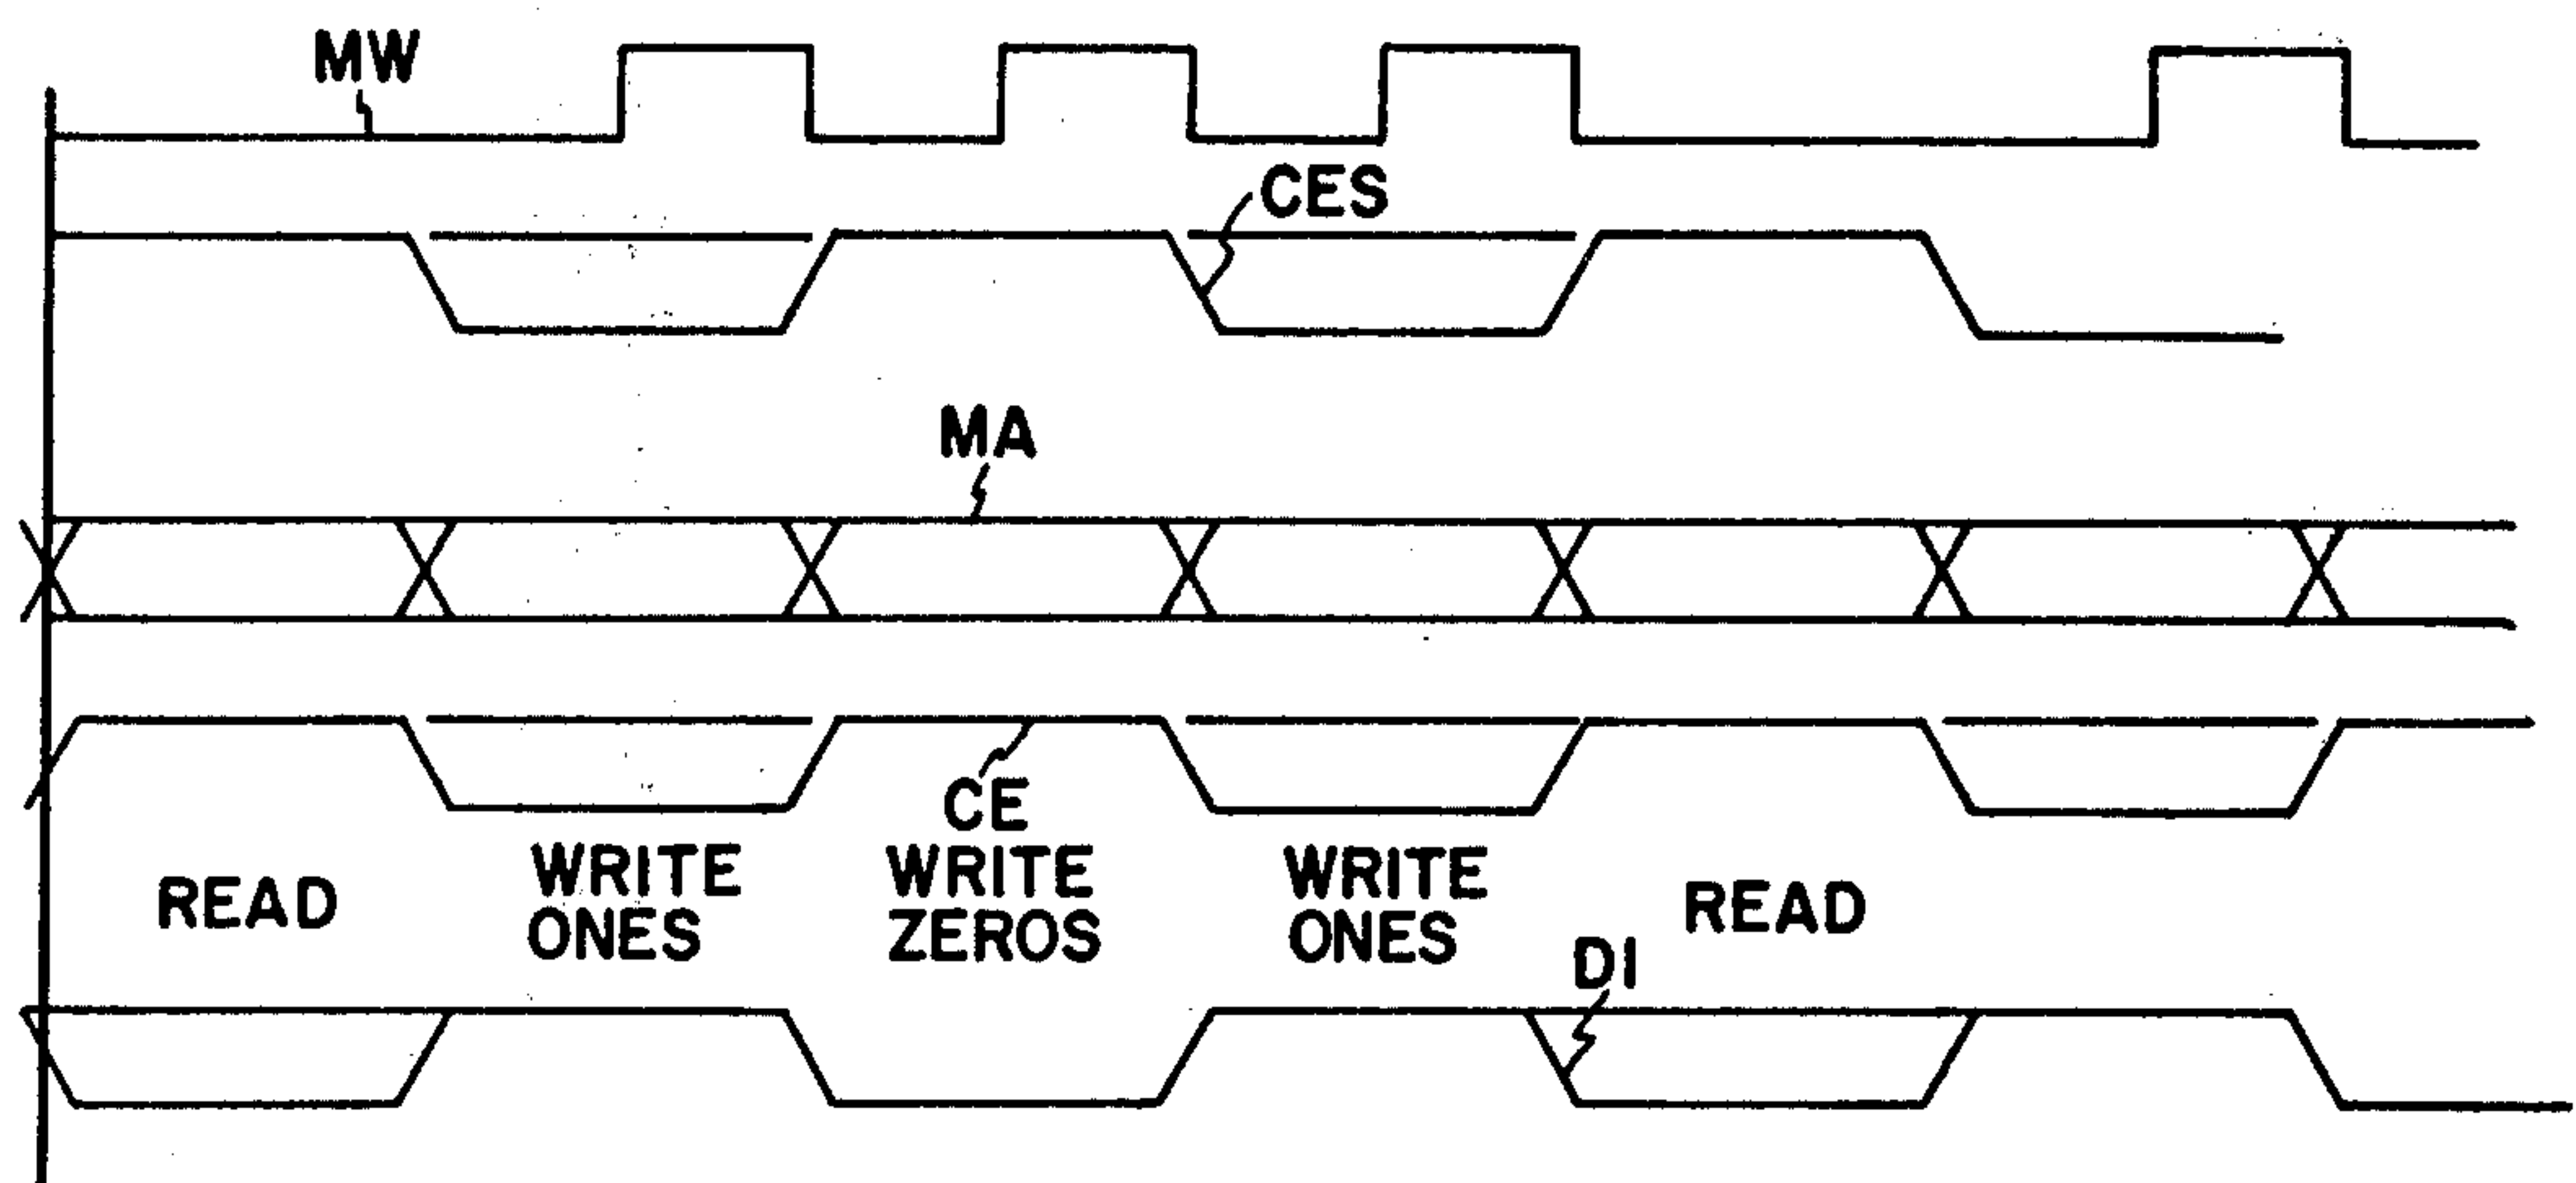 MW
CES
MA
CE
READ
WRITE
ONES
WRITE
ZEROS
WRITE
ONES
READ
DI